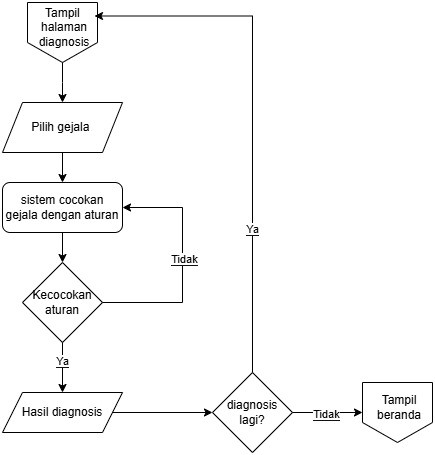 Tampil
halaman
diagnosis
Pilih gejala
sistem cocokan
gejala dengan aturan
Tidak
Ya
Kecocokan
aturan
Ya
Hasil diagnosis
diagnosis
lagi?
Tidak
Tampil
beranda